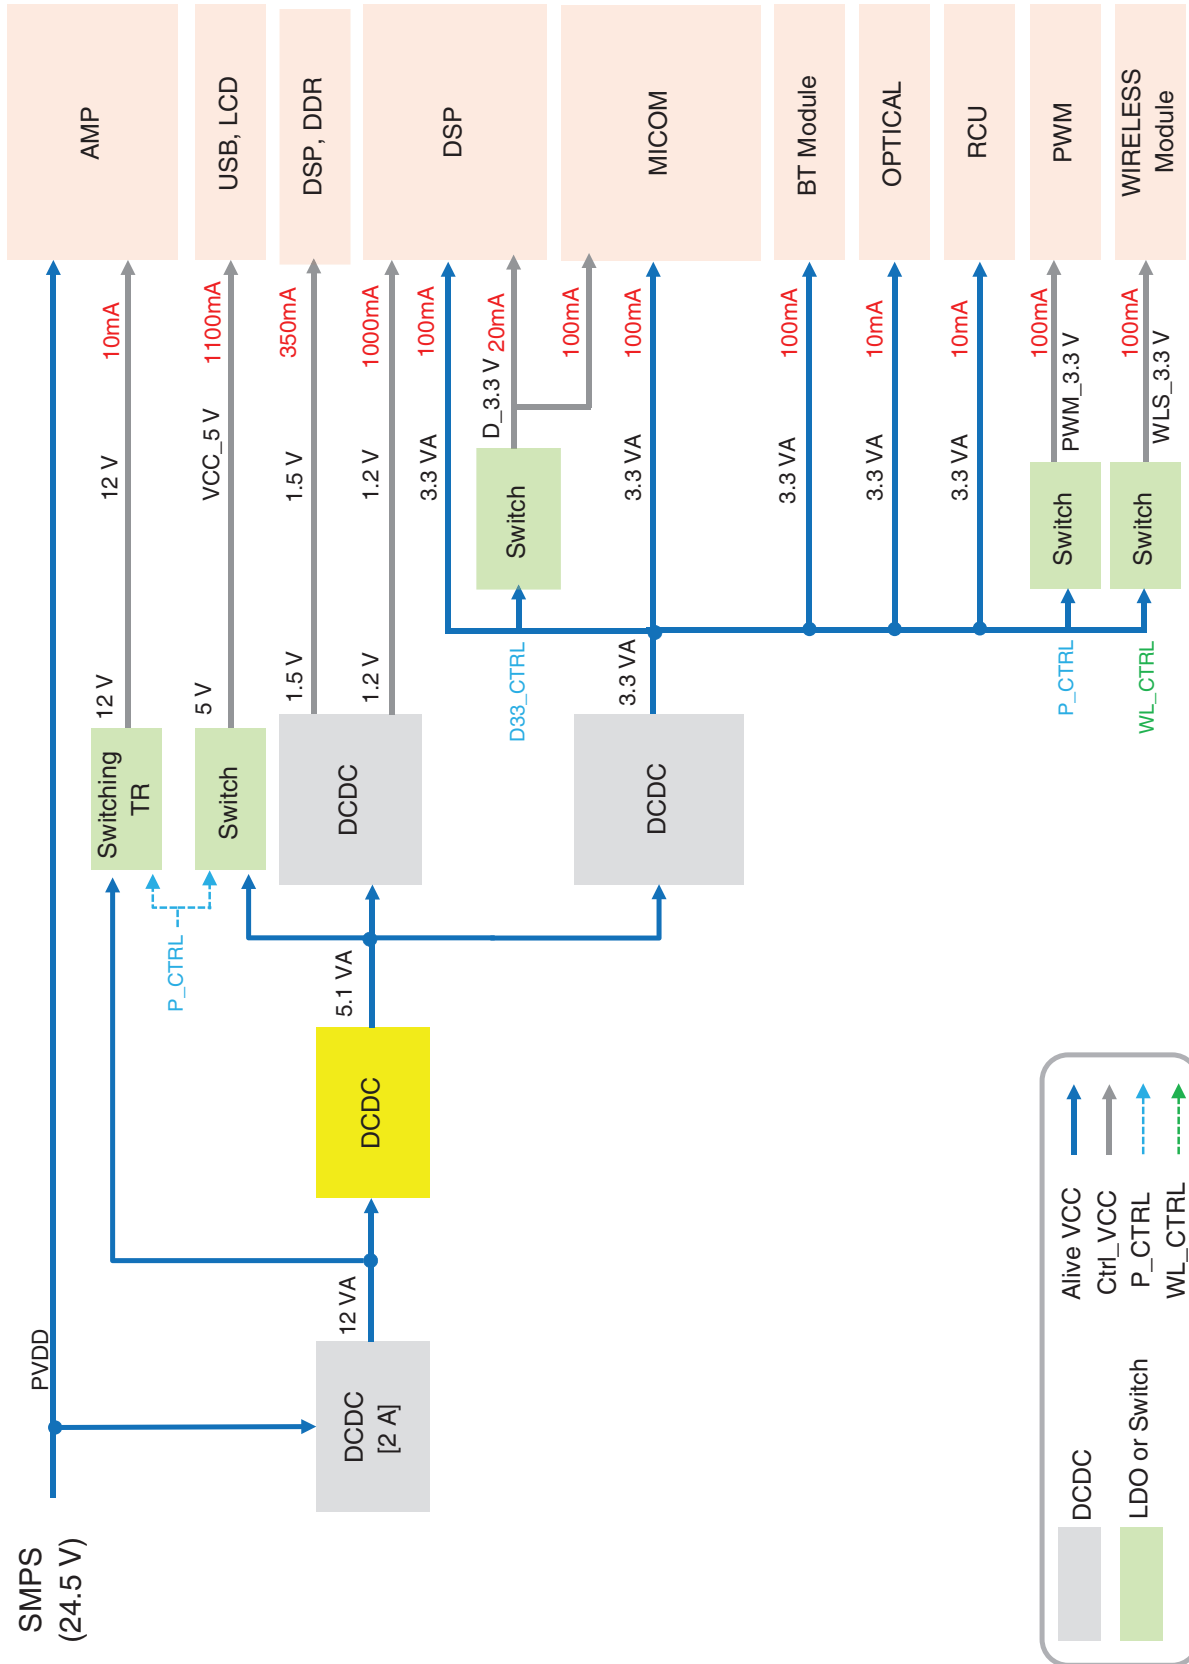 SMPS
(24.5 V)
PVDD
DCDC
[2 A]
12 VA
DCDC
5.1 VA
P_CTRL
Switching
TR
12 V
12 V
10mA
AMP
Switch
5 V
VCC_5 V
1100mA
USB, LCD
DCDC
1.5 V
1.5 V
350mA
DSP, DDR
1.2 V
1.2 V
1000mA
3.3 VA
100mA
DSP
D33_CTRL
Switch
D_3.3 V
20mA
100mA
DCDC
3.3 VA
3.3 VA
100mA
MICOM
3.3 VA
100mA
BT Module
3.3 VA
10mA
OPTICAL
3.3 VA
10mA
RCU
P_CTRL
Switch
PWM_3.3 V
100mA
PWM
WL_CTRL
Switch
WLS_3.3 V
100mA
WIRELESS
Module
DCDC
LDO or Switch
Alive VCC
Ctrl_VCC
P_CTRL
WL_CTRL